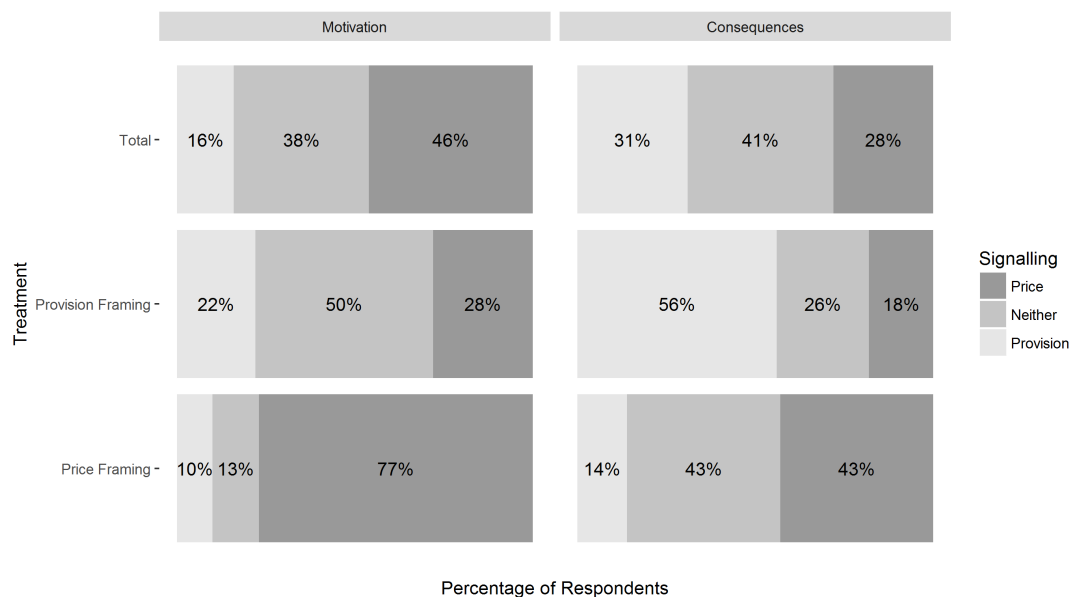 Motivation
Consequences
Total
16% 38% 46%
31% 41% 28%
Treatment
Provision Framing
22% 50% 28%
56% 26% 18%
Price Framing
10% 13% 77%
14% 43% 43%
Percentage of Respondents
Signalling
Price
Neither
Provision